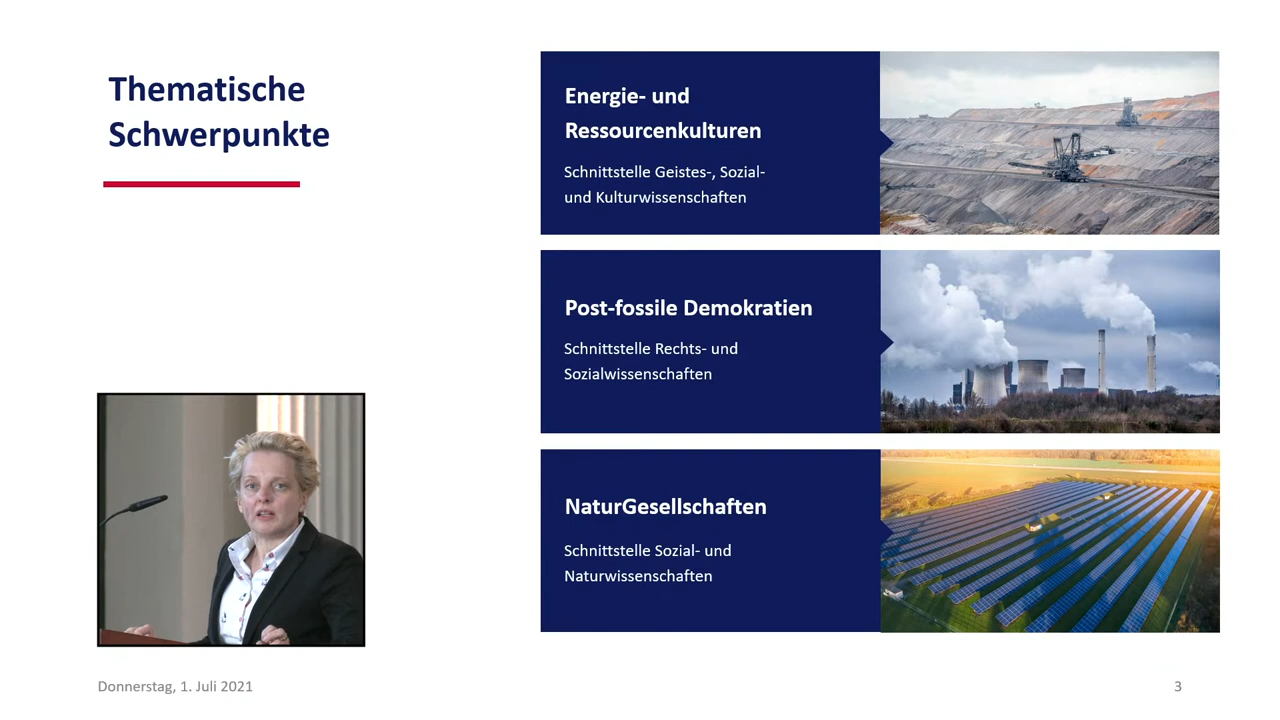 Thematische
Schwerpunkte
Energie- und
Ressourcenkulturen
Schnittstelle Geistes-, Sozial-
und Kulturwissenschaften
Post-fossile Demokratien
Schnittstelle Rechts- und
Sozialwissenschaften
NaturGesellschaften
Schnittstelle Sozial- und
Naturwissenschaften
Donnerstag, 1. Juli 2021
3